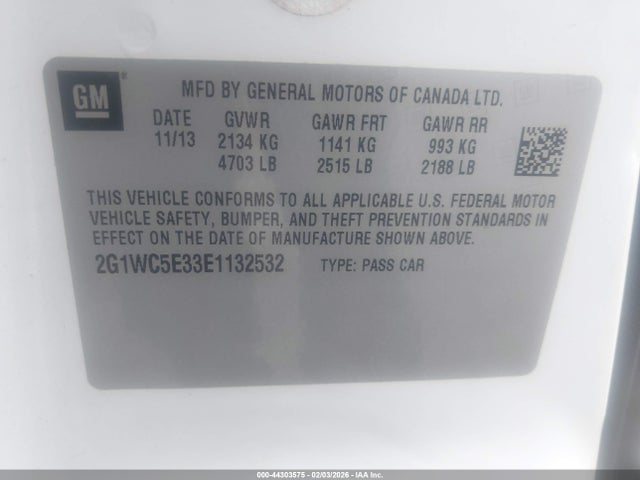 GM®
MFD BY GENERAL MOTORS OF CANADA LTD.
DATE GVWR GAWR FRT GAWR RR
11/13 2134 KG 1141 KG 993 KG
4703 LB 2515 LB 2188 LB
THIS VEHICLE CONFORMS TO ALL APPLICABLE U.S. FEDERAL MOTOR
VEHICLE SAFETY, BUMPER, AND THEFT PREVENTION STANDARDS IN
EFFECT ON THE DATE OF MANUFACTURE SHOWN ABOVE.
2G1WC5E33E1132532 TYPE: PASS CAR
000-44303575 - 02/03/2026 - IAA Inc.